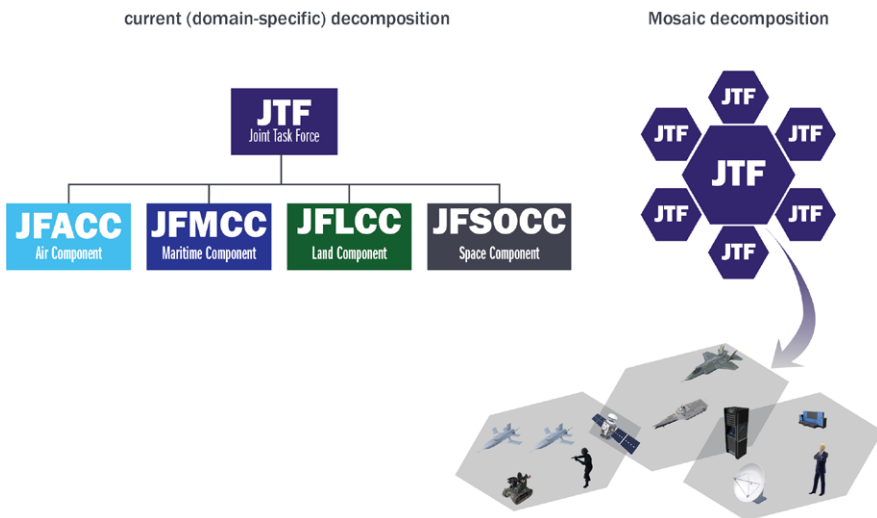 current (domain-specific) decomposition
Mosaic decomposition
JTF
Joint Task Force
JFACC
Air Component
JFMCC
Maritime Component
JFLCC
Land Component
JFSOCC
Space Component
JTF
JTF
JTF
JTF
JTF
JTF
JTF